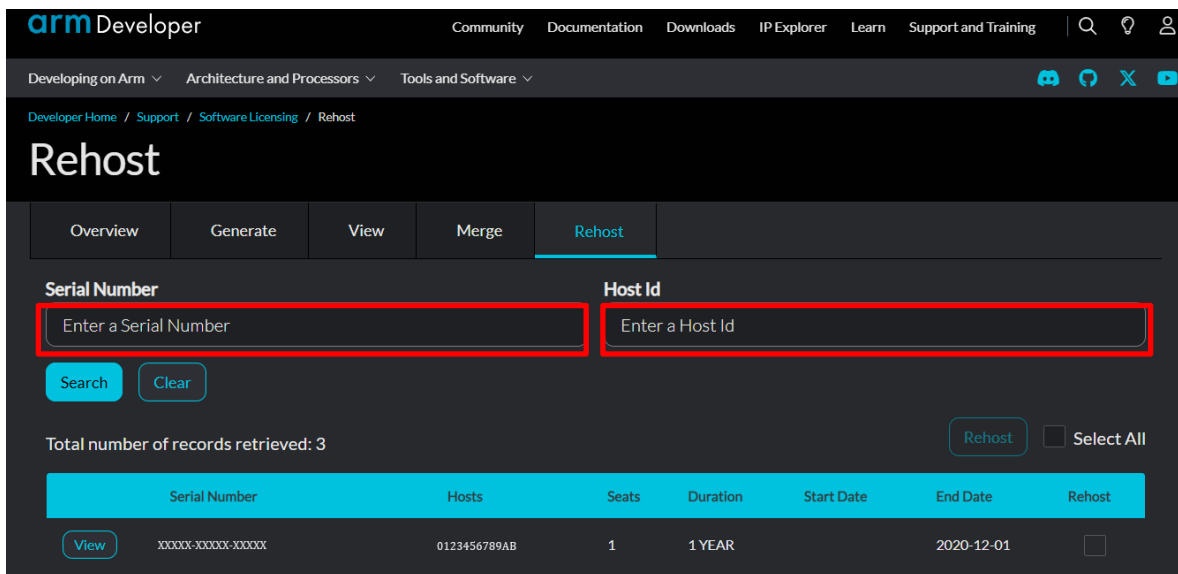 arm Developer Community Documentation Downloads IP Explorer Learn Support and Training
Developing on Arm Architecture and Processors Tools and Software
Developer Home / Support / Software Licensing / Rehost
Rehost
Overview Generate View Merge Rehost
Serial Number Host Id
Enter a Serial Number Enter a Host Id
Search Clear
Total number of records retrieved: 3 Rehost Select All
Serial Number Hosts Seats Duration Start Date End Date Rehost
View XXXXX-XXXXX-XXXXX 0123456789AB 1 1 YEAR 2020-12-01